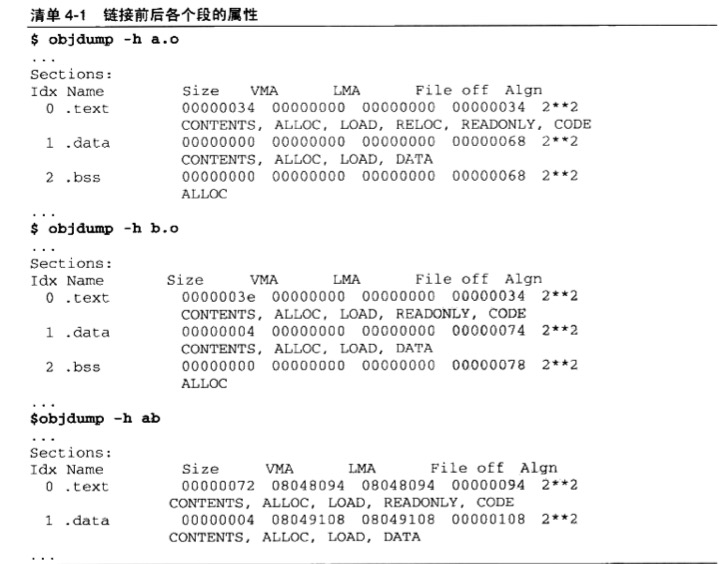 清单 4-1 链接前后各个段的属性
$ objdump -h a.o
...
Sections:
Idx Name Size VMA LMA File off Algn
0 .text 00000034 00000000 00000000 00000034 2**2
CONTENTS, ALLOC, LOAD, RELOC, READONLY, CODE
1 .data 00000000 00000000 00000000 00000068 2**2
CONTENTS, ALLOC, LOAD, DATA
2 .bss 00000000 00000000 00000000 00000068 2**2
ALLOC
...
$ objdump -h b.o
...
Sections:
Idx Name Size VMA LMA File off Algn
0 .text 0000003e 00000000 00000000 00000034 2**2
CONTENTS, ALLOC, LOAD, READONLY, CODE
1 .data 00000004 00000000 00000000 00000074 2**2
CONTENTS, ALLOC, LOAD, DATA
2 .bss 00000000 00000000 00000000 00000078 2**2
ALLOC
...
$objdump -h ab
...
Sections:
Idx Name Size VMA LMA File off Algn
0 .text 00000072 08048094 08048094 00000094 2**2
CONTENTS, ALLOC, LOAD, READONLY, CODE
1 .data 00000004 08049108 08049108 00000108 2**2
CONTENTS, ALLOC, LOAD, DATA
...